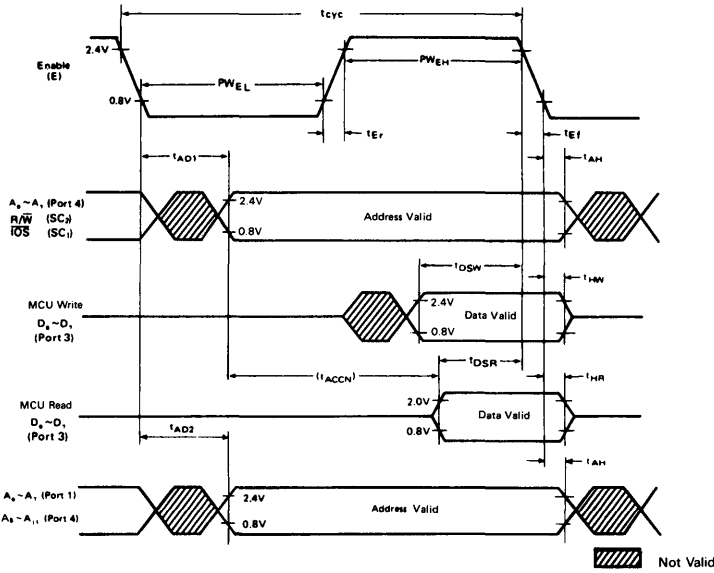 tcyc
2.4V
Enable
(E)
PWEL
PWEH
0.8V
tEr
tEf
tAD1
tAH
A₀~A₇ (Port 4)
R/W̅ (SC₂)
I̅O̅S̅ (SC₁)
2.4V
Address Valid
0.8V
tDSW
tHW
MCU Write
D₀~D₇
(Port 3)
2.4V
Data Valid
0.8V
tDSR
(tACCN)
tHR
MCU Read
D₀~D₇
(Port 3)
2.0V
Data Valid
0.8V
tAD2
tAH
A₀~A₇ (Port 1)
A₈~A₁₅ (Port 4)
2.4V
Address Valid
0.8V
Not Valid